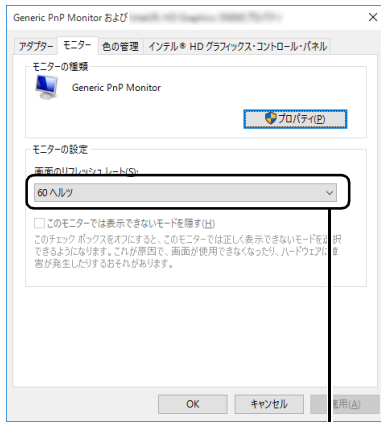 Generic PnP Monitor および
アダプター モニター 色の管理 インテル® HD グラフィックス・コントロール・パネル
モニターの種類
Generic PnP Monitor
プロパティ(P)
モニターの設定
画面のリフレッシュ レート(S):
60 ヘルツ
このモニターでは表示できないモードを隠す(H)
このチェック ボックスをオフにすると、このモニターでは正しく表示できないモードを選択
できるようになります。これが原因で、画面が使用できなくなったり、ハードウェアに障
害が発生したりするおそれがあります。
OK キャンセル 適用(A)